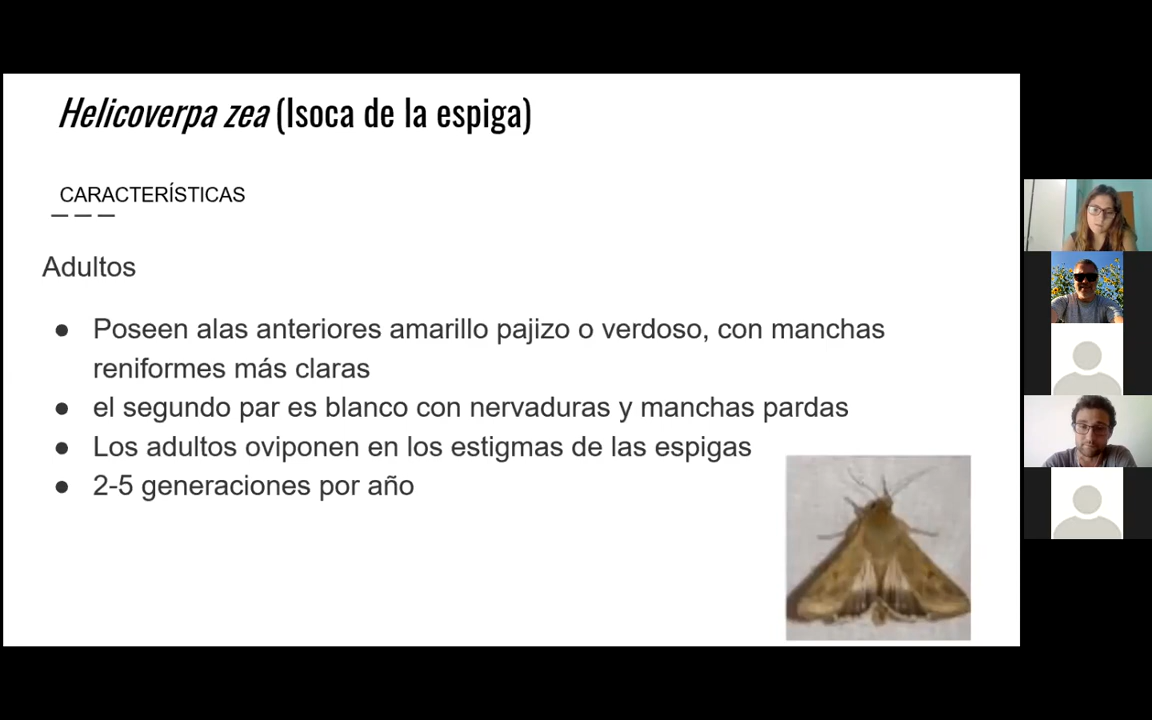 Helicoverpa zea (Isoca de la espiga)
CARACTERÍSTICAS
Adultos
● Poseen alas anteriores amarillo pajizo o verdoso, con manchas
reniformes más claras
● el segundo par es blanco con nervaduras y manchas pardas
● Los adultos oviponen en los estigmas de las espigas
● 2-5 generaciones por año